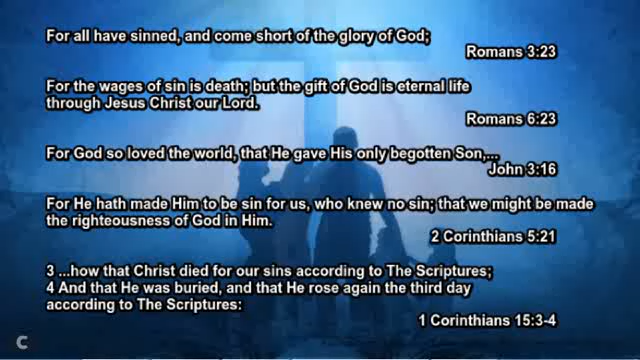 For all have sinned, and come short of the glory of God;
Romans 3:23
For the wages of sin is death; but the gift of God is eternal life
through Jesus Christ our Lord.
Romans 6:23
For God so loved the world, that He gave His only begotten Son,...
John 3:16
For He hath made Him to be sin for us, who knew no sin; that we might be made
the righteousness of God in Him.
2 Corinthians 5:21
3 ...how that Christ died for our sins according to The Scriptures;
4 And that He was buried, and that He rose again the third day
according to The Scriptures:
1 Corinthians 15:3-4
C